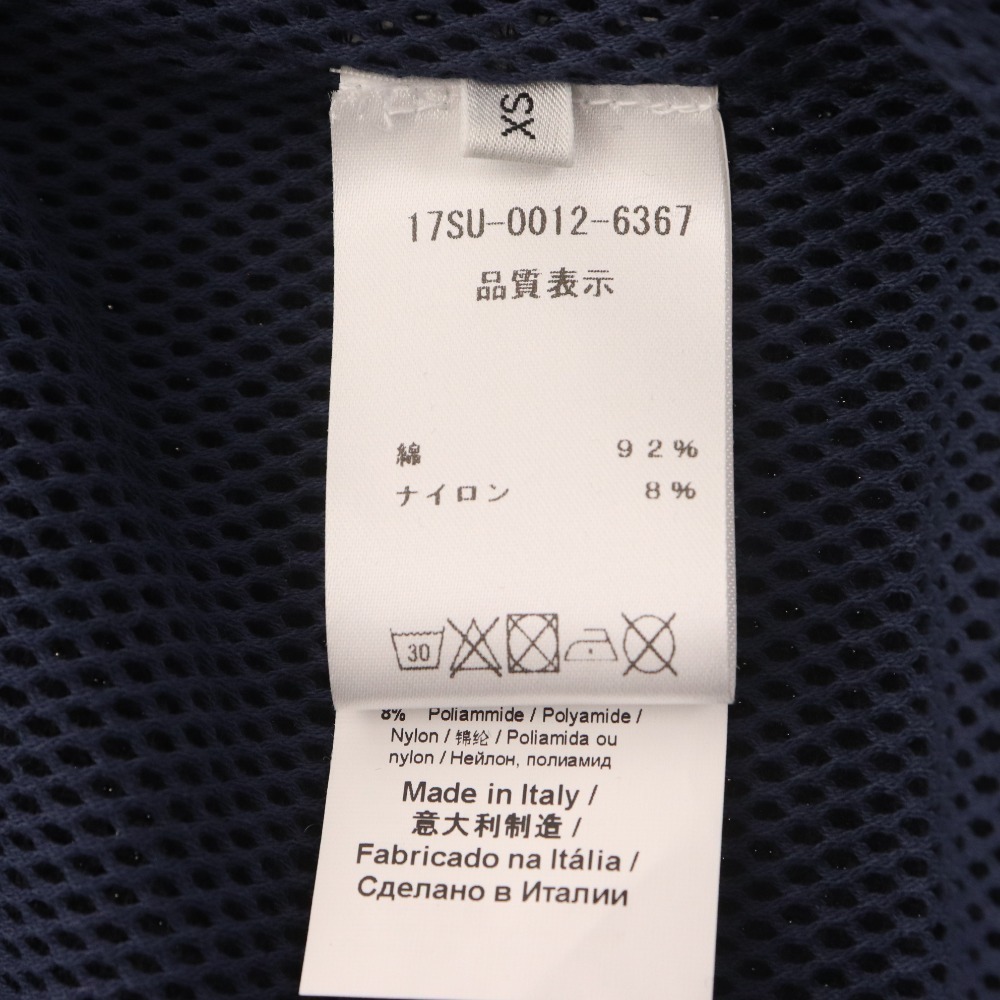 XS
17SU-0012-6367
品質表示
綿 92%
ナイロン 8%
30
8% Poliammide / Polyamide /
Nylon / 锦纶 / Poliamida ou
nylon / Нейлон, полиамид
Made in Italy /
意大利制造 /
Fabricado na Itália /
Сделано в Италии